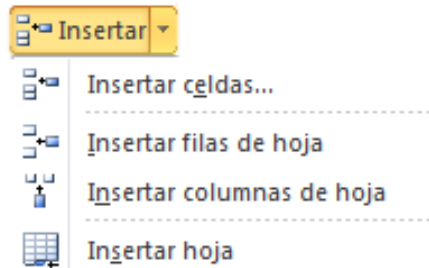 Insertar
Insertar celdas...
Insertar filas de hoja
Insertar columnas de hoja
Insertar hoja